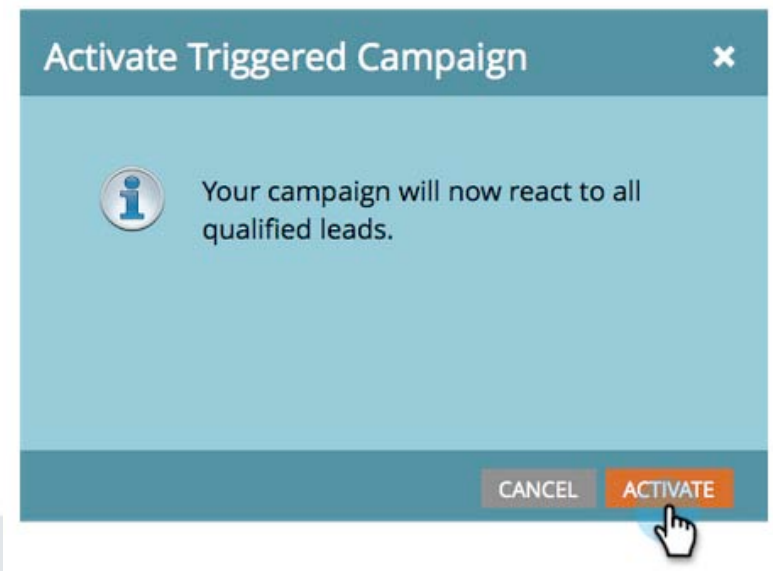 Activate Triggered Campaign
Your campaign will now react to all
qualified leads.
CANCEL ACTIVATE